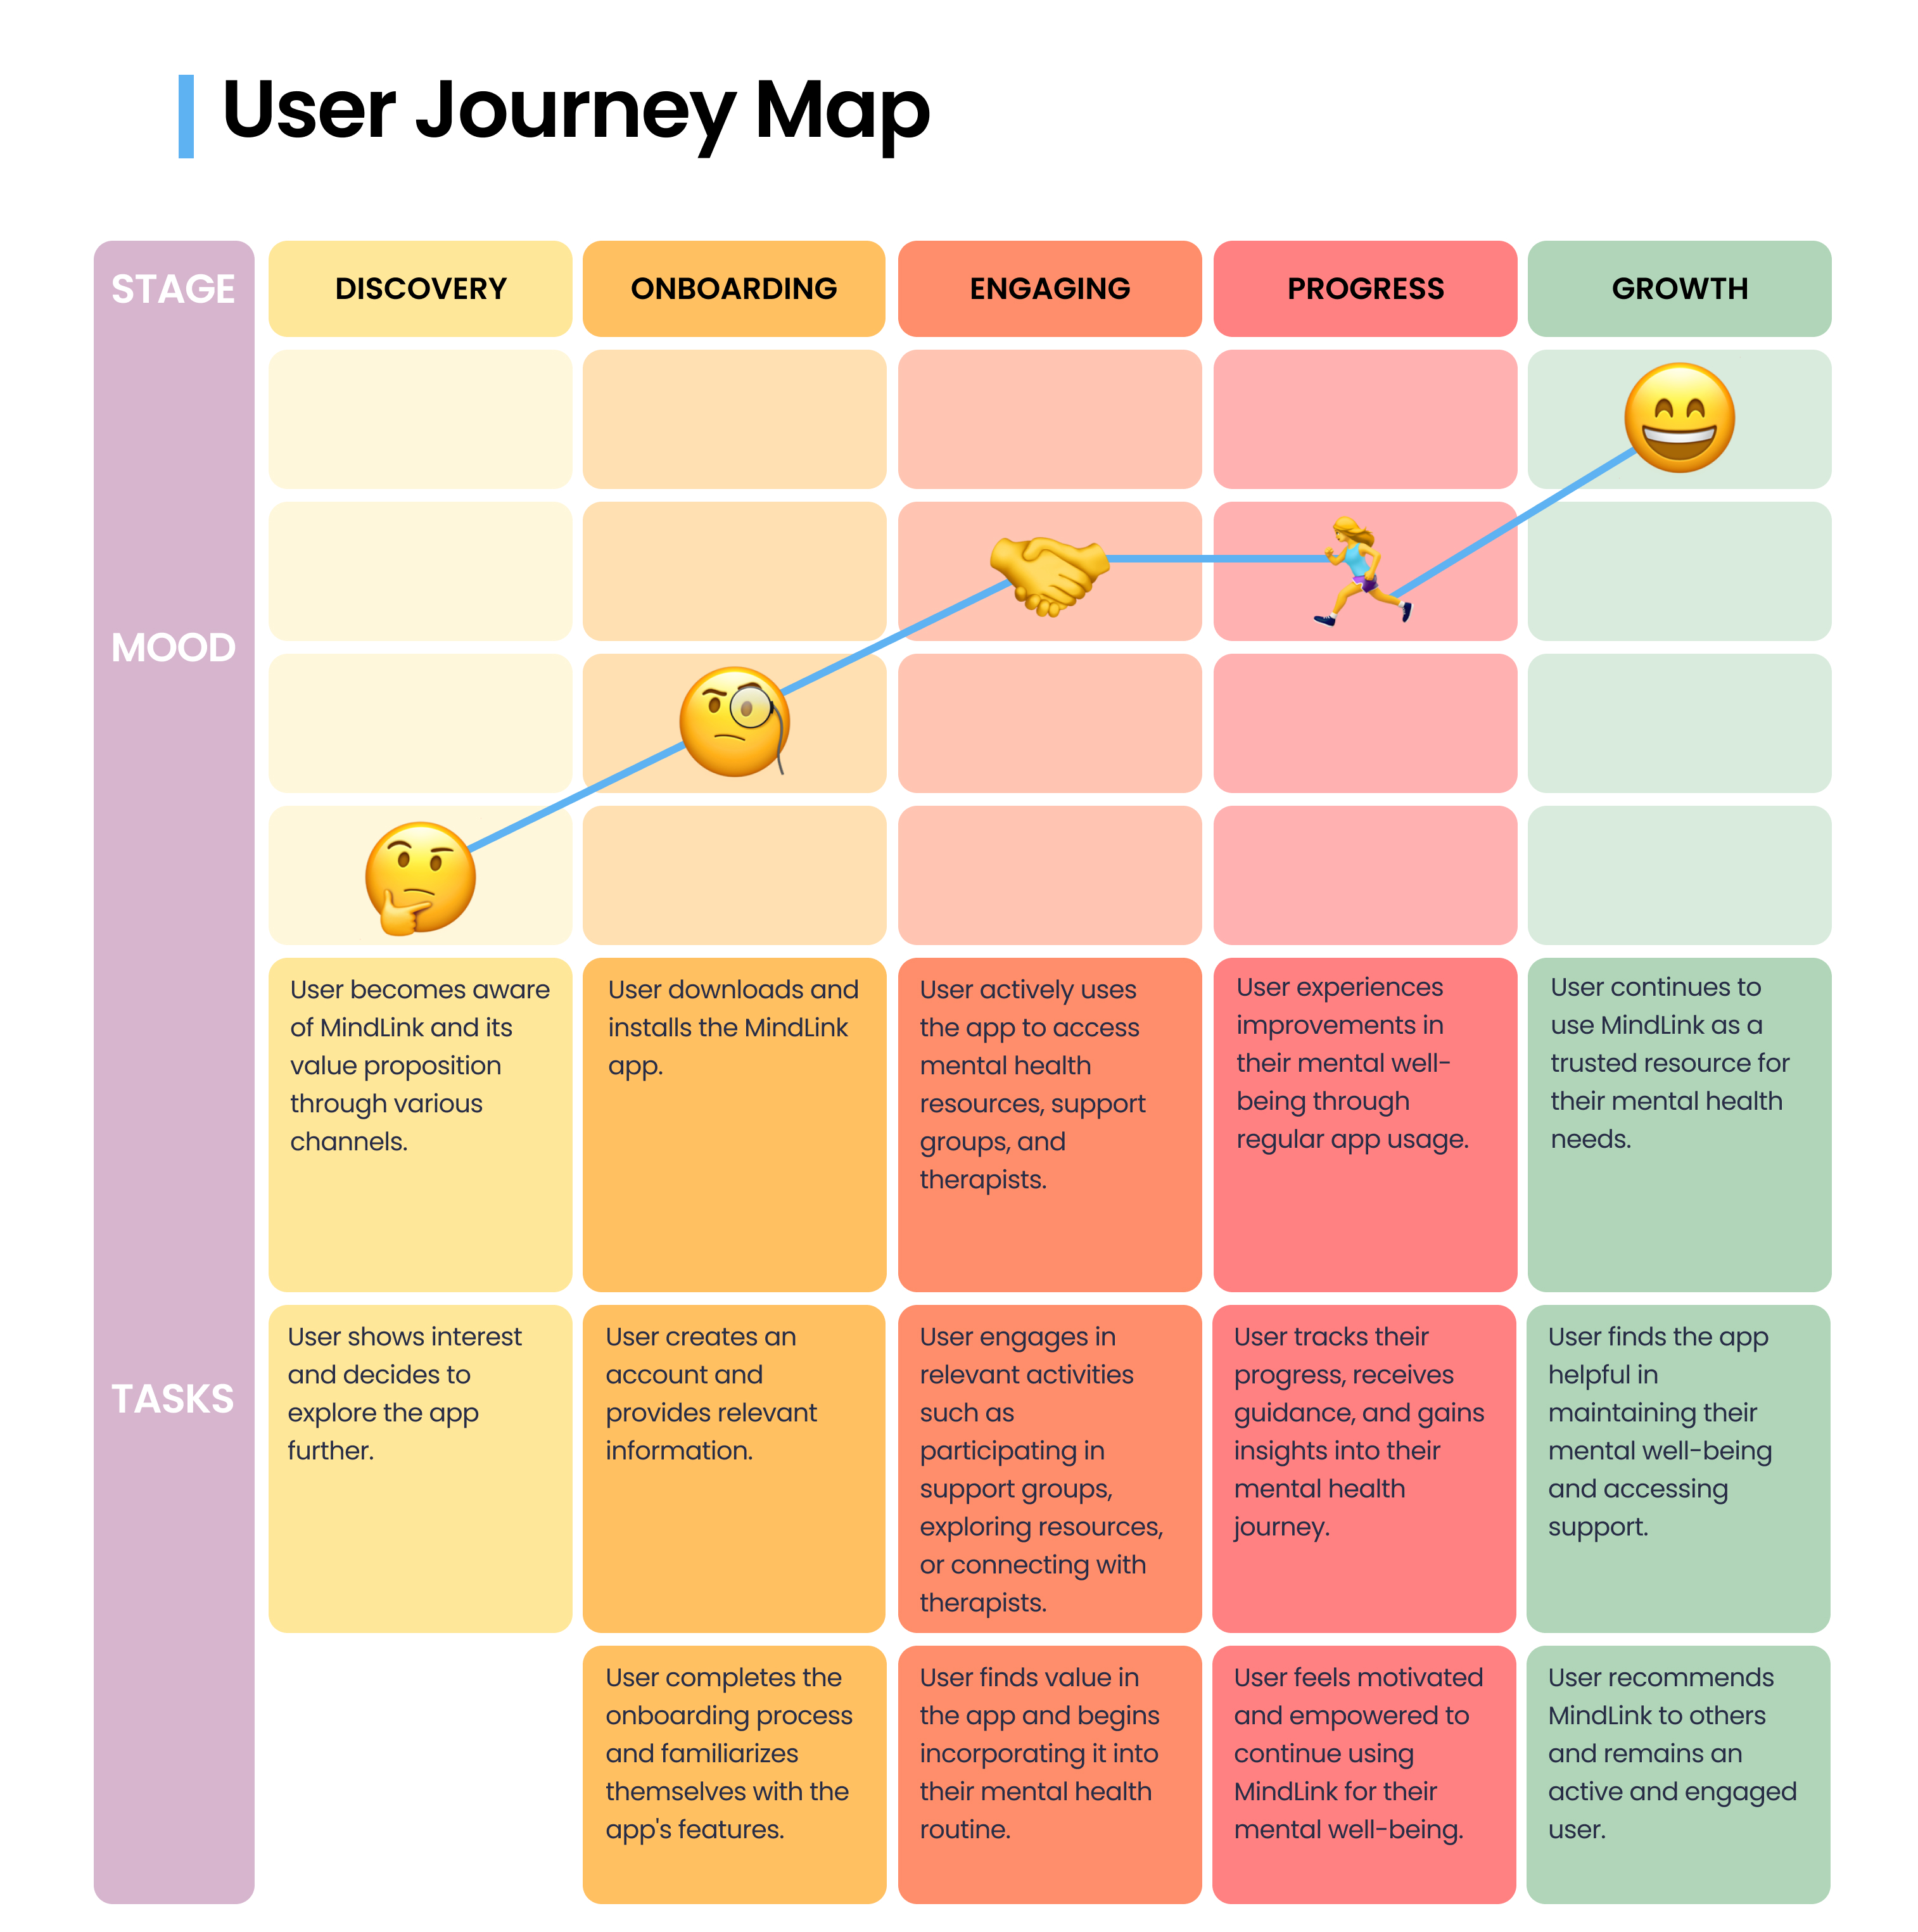 User Journey Map
STAGE
DISCOVERY
ONBOARDING
ENGAGING
PROGRESS
GROWTH
MOOD
TASKS
User becomes aware
of MindLink and its
value proposition
through various
channels.
User downloads and
installs the MindLink
app.
User actively uses
the app to access
mental health
resources, support
groups, and
therapists.
User experiences
improvements in
their mental well-
being through
regular app usage.
User continues to
use MindLink as a
trusted resource for
their mental health
needs.
User shows interest
and decides to
explore the app
further.
User creates an
account and
provides relevant
information.
User engages in
relevant activities
such as
participating in
support groups,
exploring resources,
or connecting with
therapists.
User tracks their
progress, receives
guidance, and gains
insights into their
mental health
journey.
User finds the app
helpful in
maintaining their
mental well-being
and accessing
support.
User completes the
onboarding process
and familiarizes
themselves with the
app's features.
User finds value in
the app and begins
incorporating it into
their mental health
routine.
User feels motivated
and empowered to
continue using
MindLink for their
mental well-being.
User recommends
MindLink to others
and remains an
active and engaged
user.